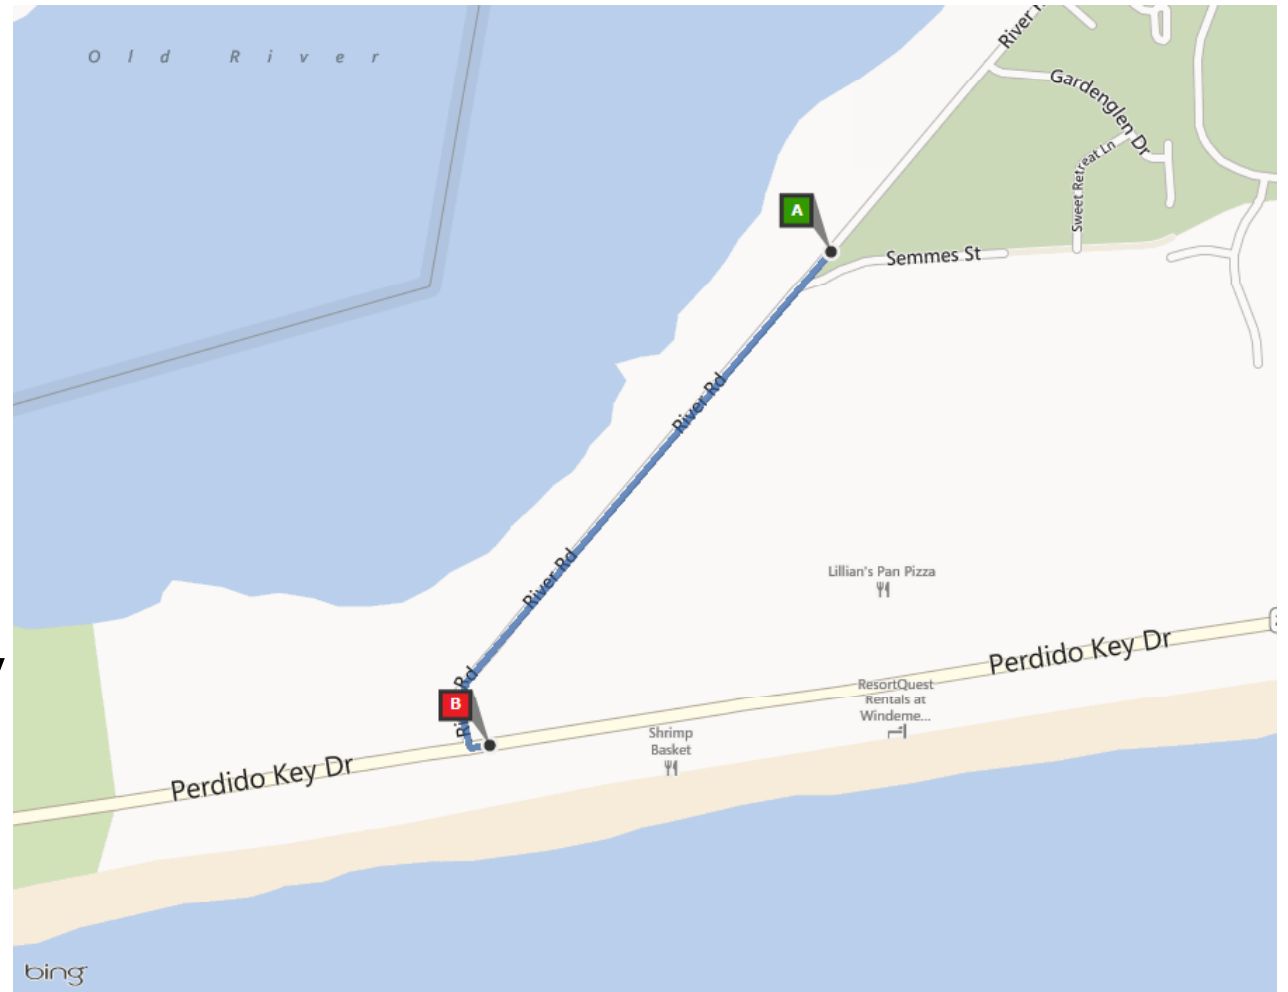 Old River
River R
Gardenglen Dr
Sweet Retreat Ln
A
Semmes St
River Rd
River Rd
Lillian's Pan Pizza
Perdido Key Dr
Rd
B
Ri
ResortQuest
Rentals at
Windeme...
Shrimp
Basket
Perdido Key Dr
bing